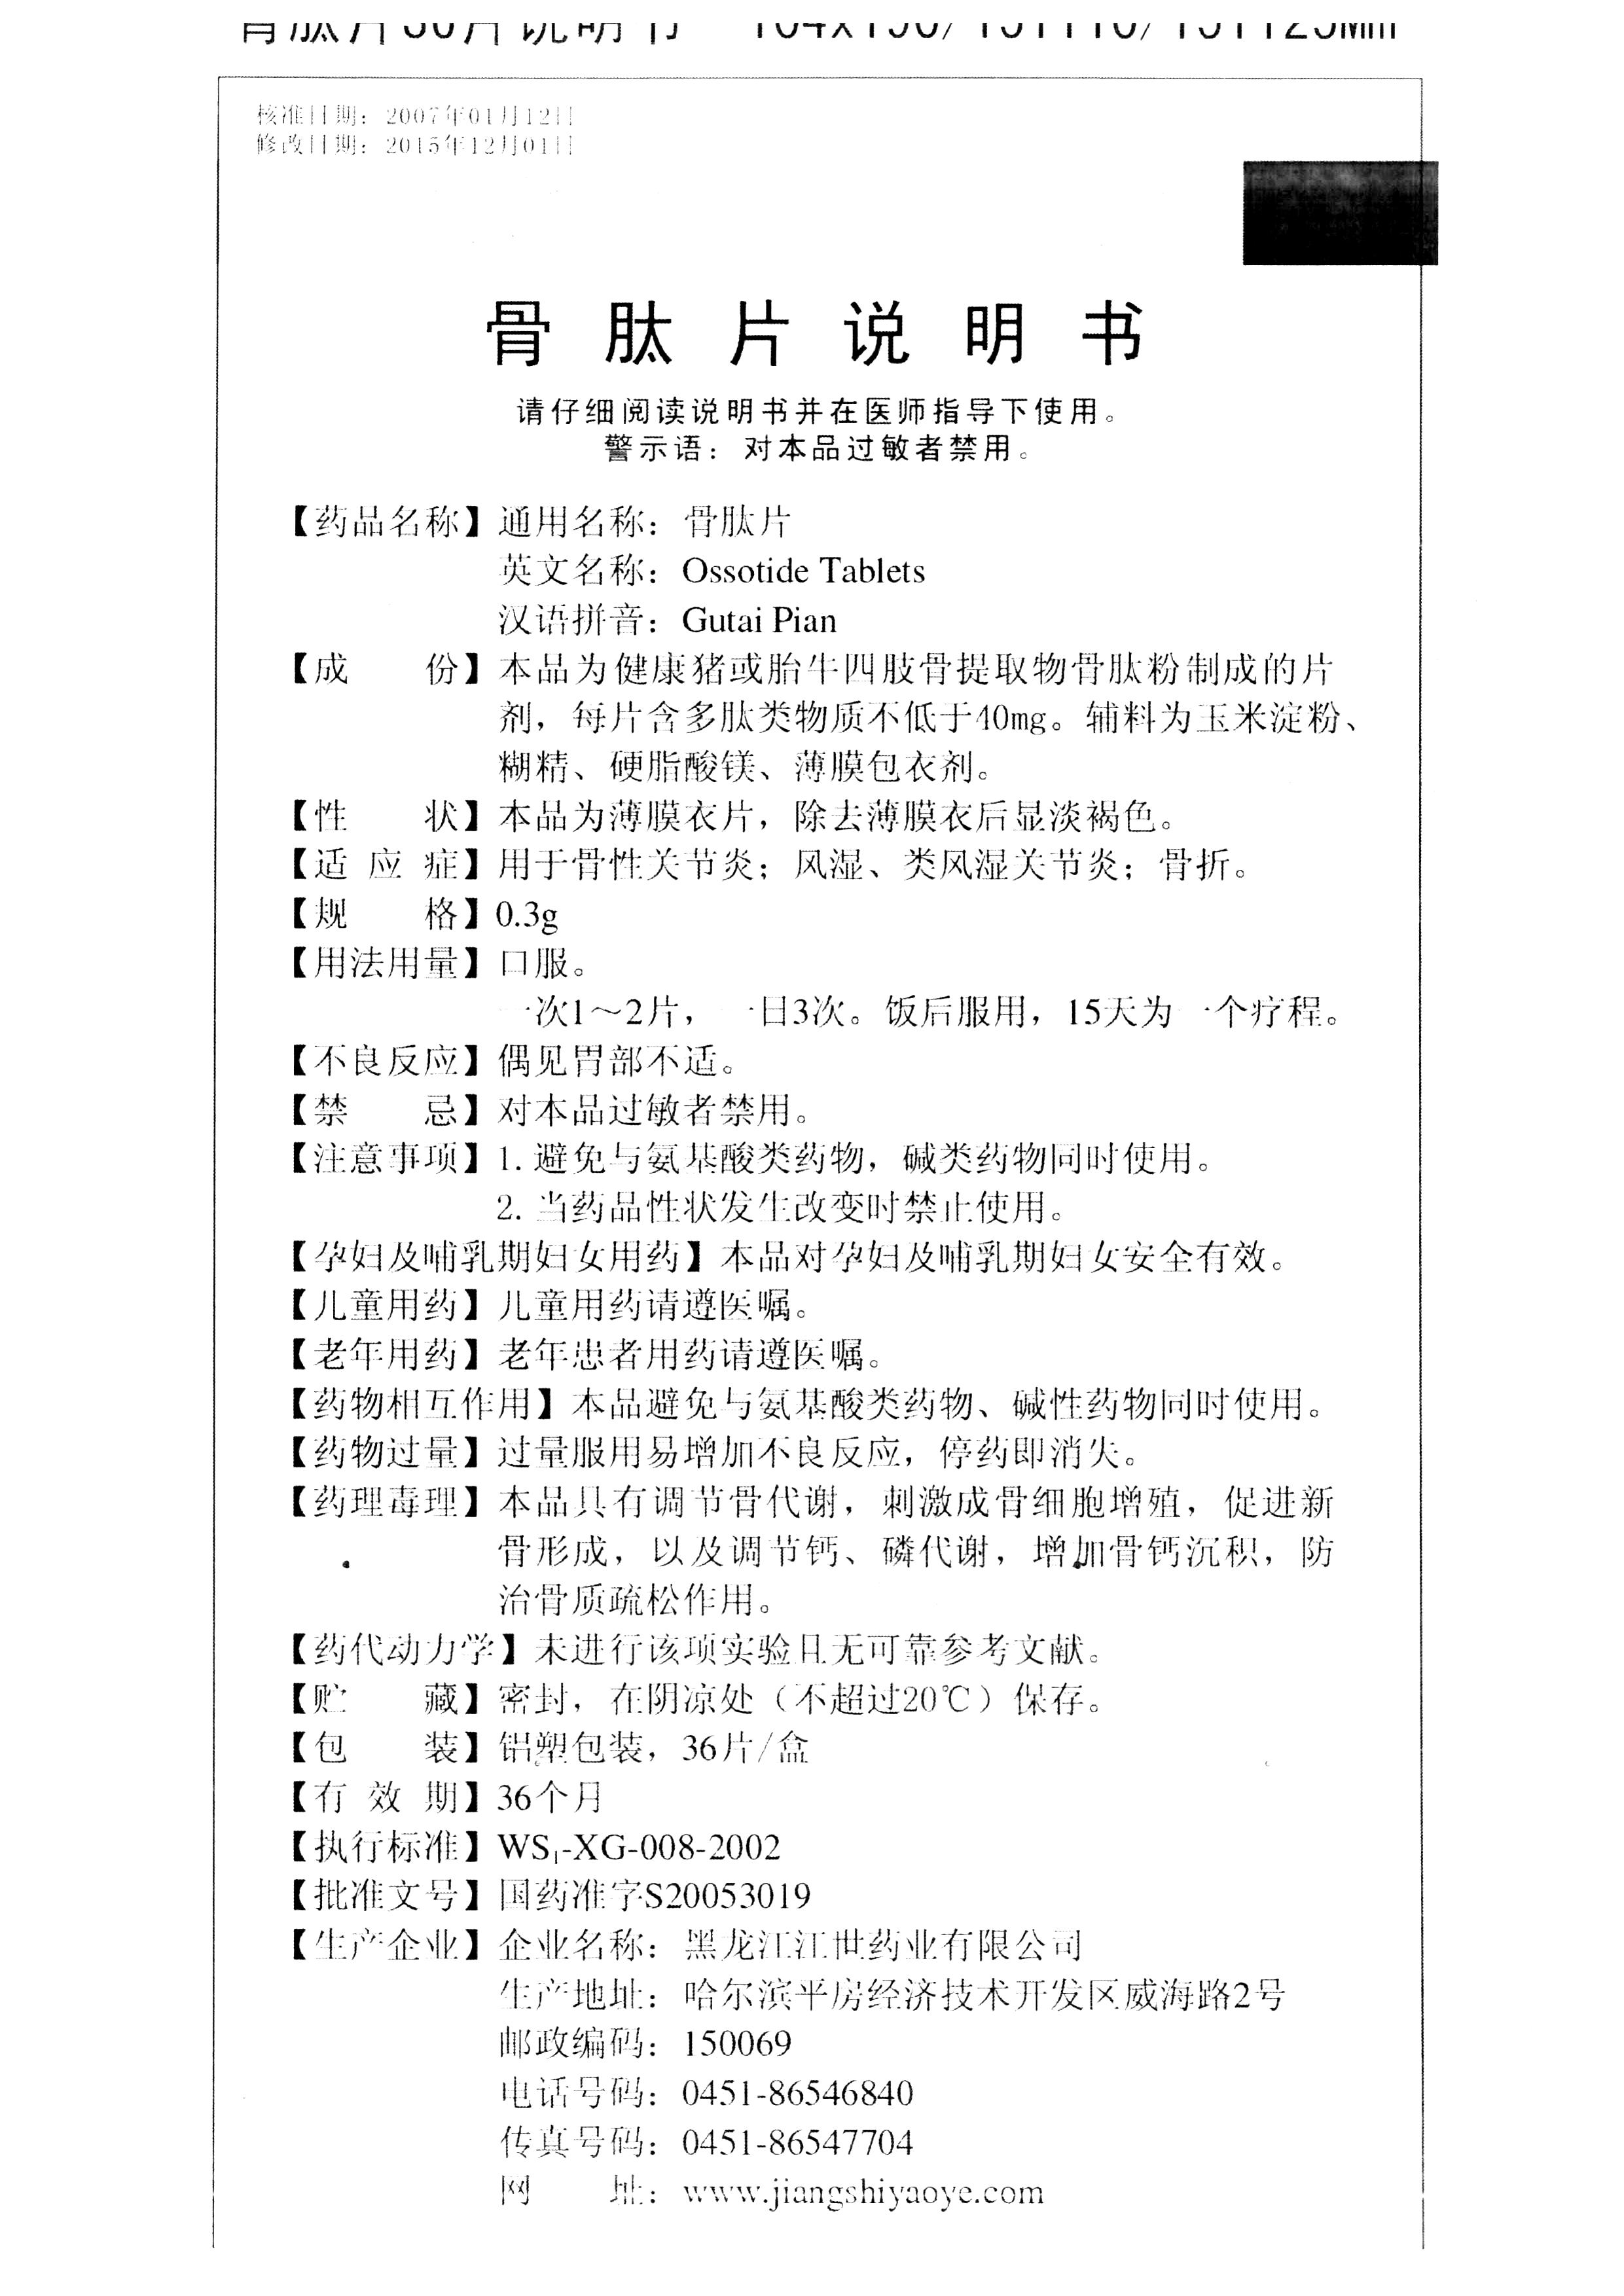 核准日期：2007年01月12日
修改日期：2015年12月01日
骨肽片说明书
请仔细阅读说明书并在医师指导下使用。
警示语：对本品过敏者禁用。
【药品名称】通用名称：骨肽片
英文名称：Ossotide Tablets
汉语拼音：Gutai Pian
【成份】本品为健康猪或胎牛四肢骨提取物骨肽粉制成的片
剂，每片含多肽类物质不低于40mg。辅料为玉米淀粉、
糊精、硬脂酸镁、薄膜包衣剂。
【性状】本品为薄膜衣片，除去薄膜衣后显淡褐色。
【适应症】用于骨性关节炎；风湿、类风湿关节炎；骨折。
【规格】0.3g
【用法用量】口服。
一次1～2片，一日3次。饭后服用，15天为一个疗程。
【不良反应】偶见胃部不适。
【禁忌】对本品过敏者禁用。
【注意事项】1. 避免与氨基酸类药物，碱类药物同时使用。
2. 当药品性状发生改变时禁止使用。
【孕妇及哺乳期妇女用药】本品对孕妇及哺乳期妇女安全有效。
【儿童用药】儿童用药请遵医嘱。
【老年用药】老年患者用药请遵医嘱。
【药物相互作用】本品避免与氨基酸类药物、碱性药物同时使用。
【药物过量】过量服用易增加不良反应，停药即消失。
【药理毒理】本品具有调节骨代谢，刺激成骨细胞增殖，促进新
骨形成，以及调节钙、磷代谢，增加骨钙沉积，防
治骨质疏松作用。
【药代动力学】未进行该项实验且无可靠参考文献。
【贮藏】密封，在阴凉处（不超过20℃）保存。
【包装】铝塑包装，36片/盒
【有效期】36个月
【执行标准】WS₁-XG-008-2002
【批准文号】国药准字S20053019
【生产企业】企业名称：黑龙江江世药业有限公司
生产地址：哈尔滨平房经济技术开发区威海路2号
邮政编码：150069
电话号码：0451-86546840
传真号码：0451-86547704
网址：www.jiangshiyaoye.com